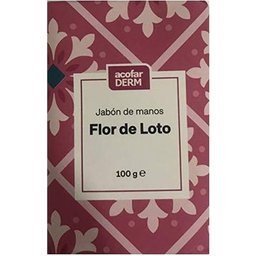 acofar
DERM
Jabón de manos
Flor de Loto
100 g ℮